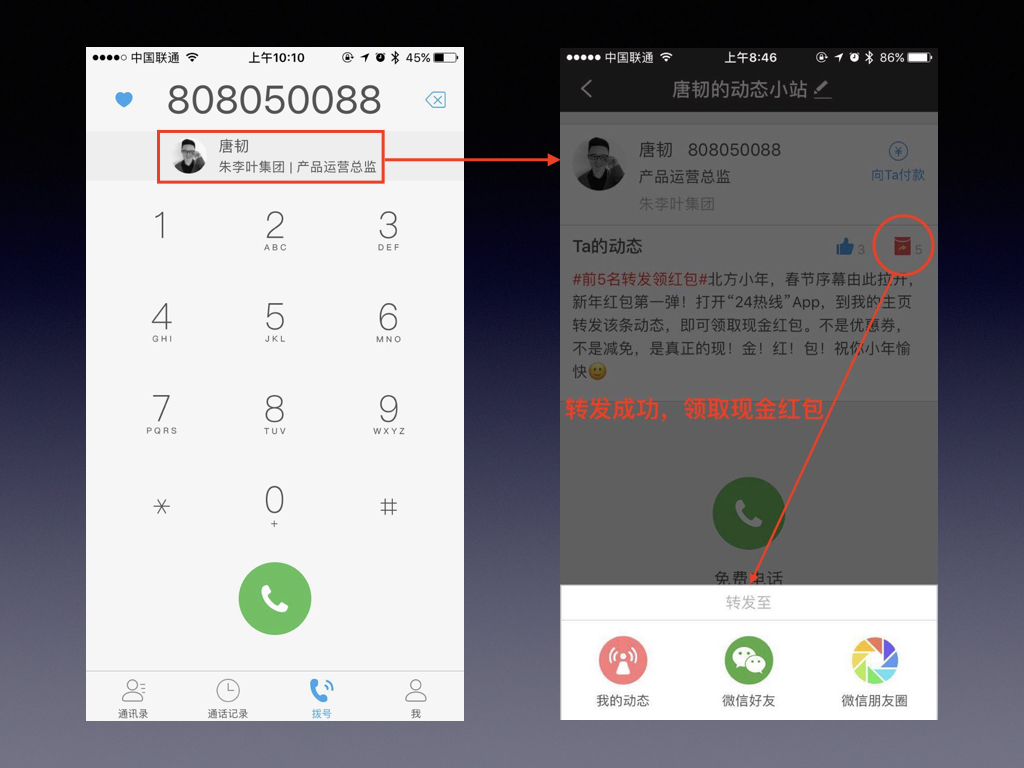 中国联通
上午10:10
45%
808050088
唐韧
朱李叶集团 | 产品运营总监
1
2
ABC
3
DEF
4
GHI
5
JKL
6
MNO
7
PQRS
8
TUV
9
WXYZ
*
0
+
#
通讯录
通话记录
拨号
我
中国联通
上午8:46
86%
唐韧的动态小站
唐韧 808050088
产品运营总监
朱李叶集团
¥
向Ta付款
Ta的动态
3
5
#前5名转发领红包#北方小年，春节序幕由此拉开，
新年红包第一弹！打开“24热线”App，到我的主页
转发该条动态，即可领取现金红包。不是优惠券，
不是减免，是真正的现！金！红！包！祝你小年愉
快
转发成功，领取现金红包
免费电话
转发至
我的动态
微信好友
微信朋友圈